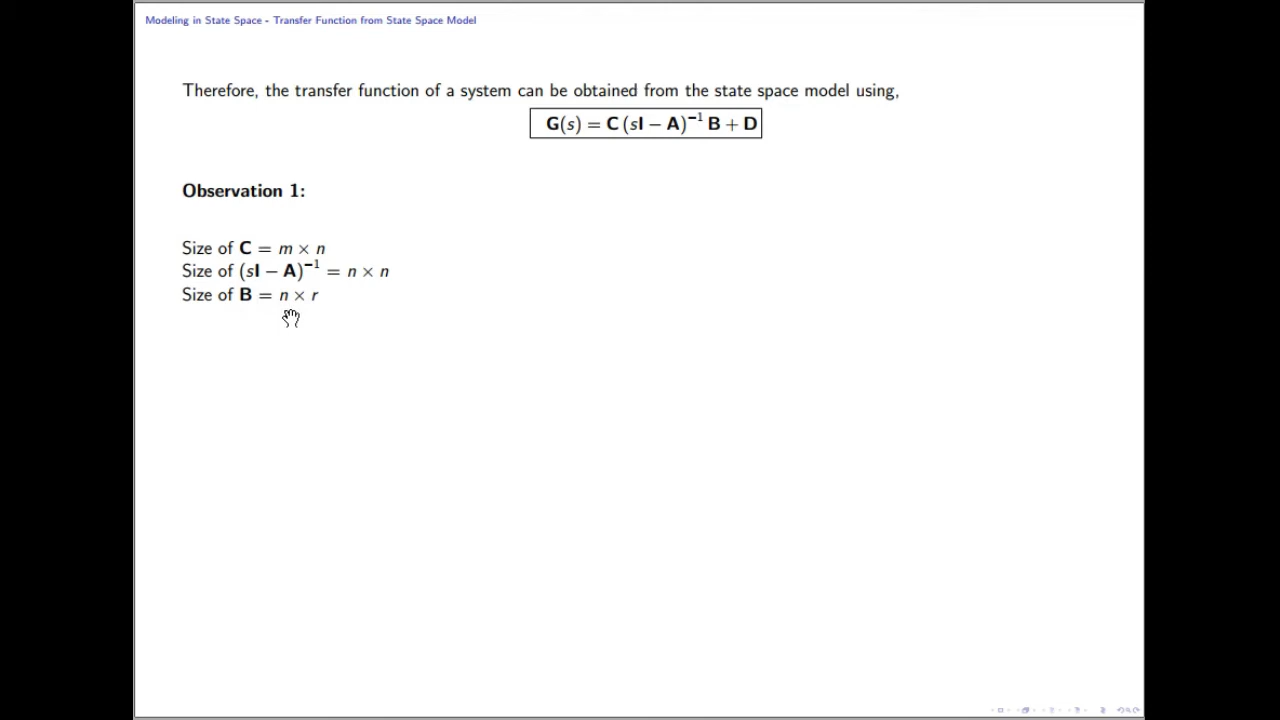 Modeling in State Space - Transfer Function from State Space Model
Therefore, the transfer function of a system can be obtained from the state space model using,
G(s) = C (sI − A)⁻¹ B + D
Observation 1:
Size of C = m × n
Size of (sI − A)⁻¹ = n × n
Size of B = n × r